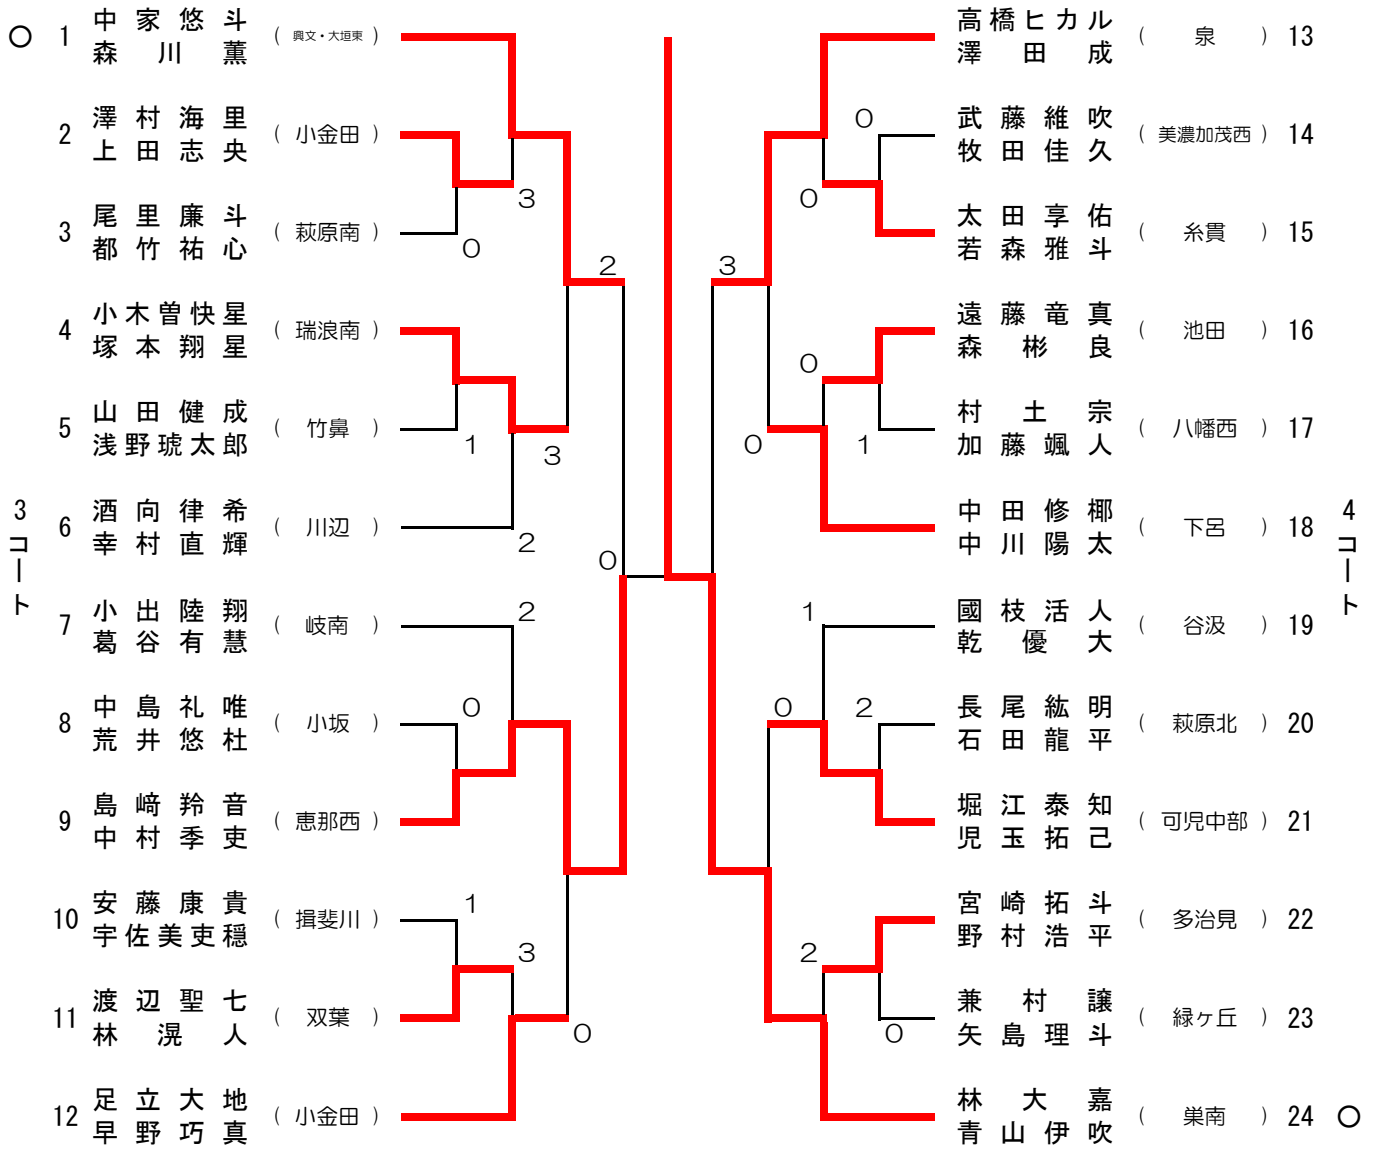 ○ 1 中家悠斗 森川薫 ( 興文・大垣東 )
2 澤村海里 上田志央 ( 小金田 )
3 尾里廉斗 都竹祐心 ( 萩原南 )
4 小木曽快星 塚本翔星 ( 瑞浪南 )
5 山田健成 浅野琥太郎 ( 竹鼻 )
6 酒向律希 幸村直輝 ( 川辺 )
7 小出陸翔 葛谷有慧 ( 岐南 )
8 中島礼唯 荒井悠杜 ( 小坂 )
9 島﨑羚音 中村季吏 ( 恵那西 )
10 安藤康貴 宇佐美吏穏 ( 揖斐川 )
11 渡辺聖七 林滉人 ( 双葉 )
12 足立大地 早野巧真 ( 小金田 )
3コート
3
0
2
1
3
2
0
2
0
1
3
0
高橋ヒカル 澤田成 ( 泉 ) 13
武藤維吹 牧田佳久 ( 美濃加茂西 ) 14
太田享佑 若森雅斗 ( 糸貫 ) 15
遠藤竜真 森彬良 ( 池田 ) 16
村土宗 加藤颯人 ( 八幡西 ) 17
中田修椰 中川陽太 ( 下呂 ) 18
國枝活人 乾優大 ( 谷汲 ) 19
長尾紘明 石田龍平 ( 萩原北 ) 20
堀江泰知 児玉拓己 ( 可児中部 ) 21
宮崎拓斗 野村浩平 ( 多治見 ) 22
兼村譲 矢島理斗 ( 緑ヶ丘 ) 23
林大嘉 青山伊吹 ( 巣南 ) 24 ○
4コート
0
0
3
0
0
1
1
0
2
2
0